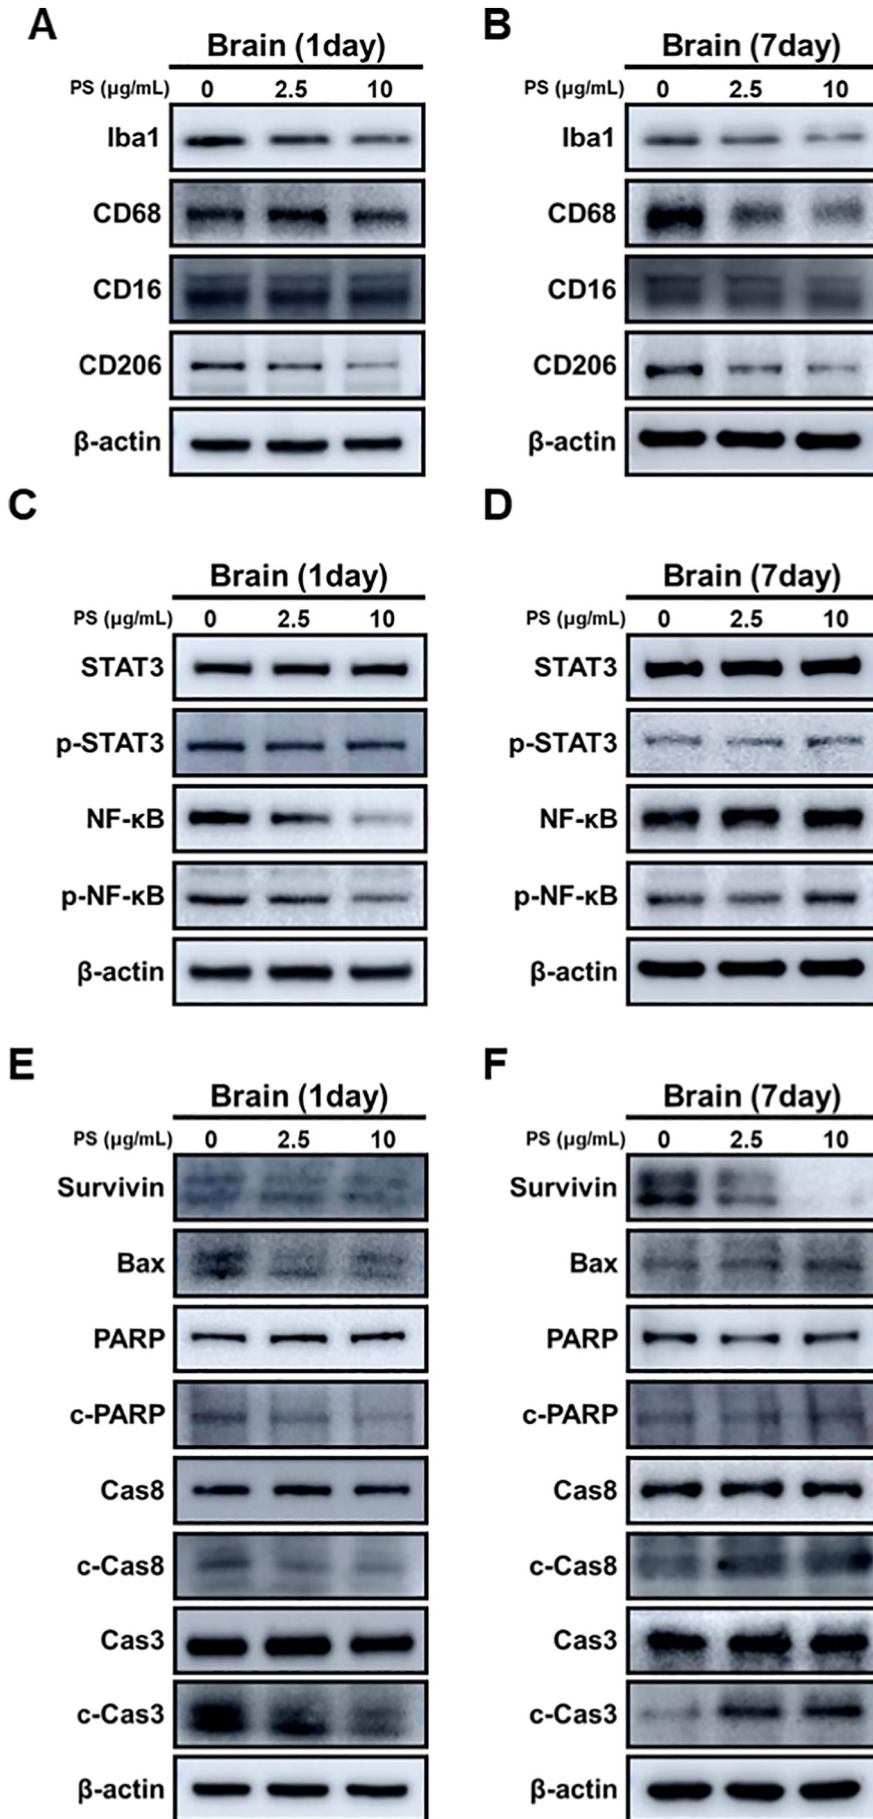 A
Brain (1day)
PS (μg/mL) 0 2.5 10
Iba1
CD68
CD16
CD206
β-actin
B
Brain (7day)
PS (μg/mL) 0 2.5 10
Iba1
CD68
CD16
CD206
β-actin
C
Brain (1day)
PS (μg/mL) 0 2.5 10
STAT3
p-STAT3
NF-κB
p-NF-κB
β-actin
D
Brain (7day)
PS (μg/mL) 0 2.5 10
STAT3
p-STAT3
NF-κB
p-NF-κB
β-actin
E
Brain (1day)
PS (μg/mL) 0 2.5 10
Survivin
Bax
PARP
c-PARP
Cas8
c-Cas8
Cas3
c-Cas3
β-actin
F
Brain (7day)
PS (μg/mL) 0 2.5 10
Survivin
Bax
PARP
c-PARP
Cas8
c-Cas8
Cas3
c-Cas3
β-actin